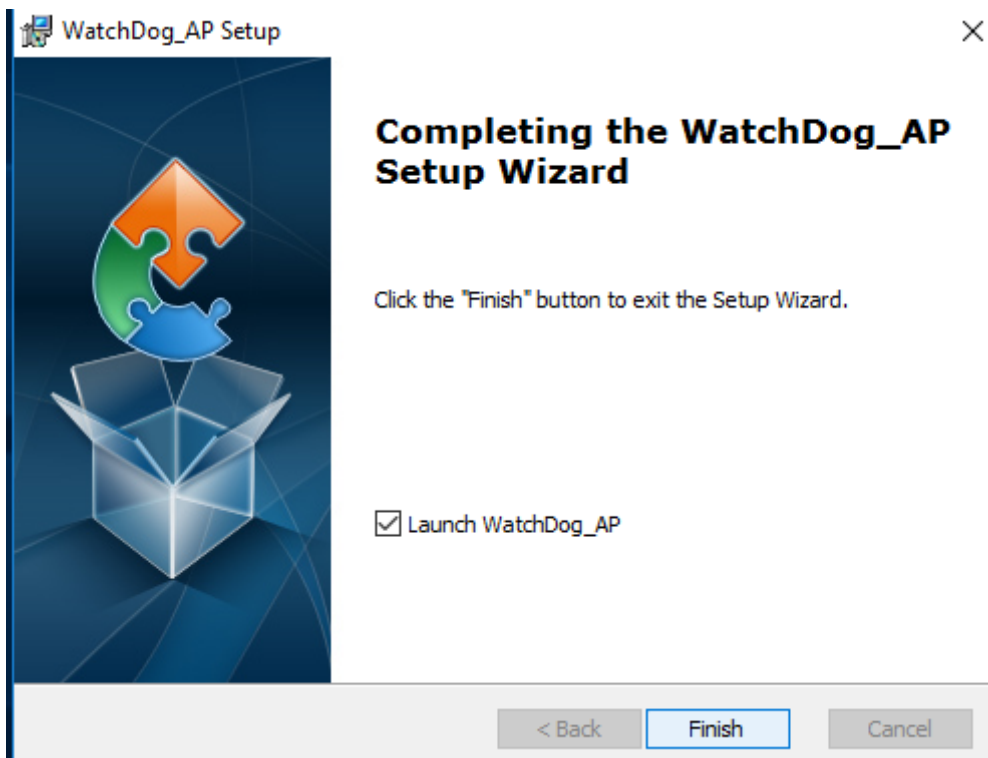 WatchDog_AP Setup
Completing the WatchDog_AP
Setup Wizard
Click the "Finish" button to exit the Setup Wizard.
Launch WatchDog_AP
< Back
Finish
Cancel